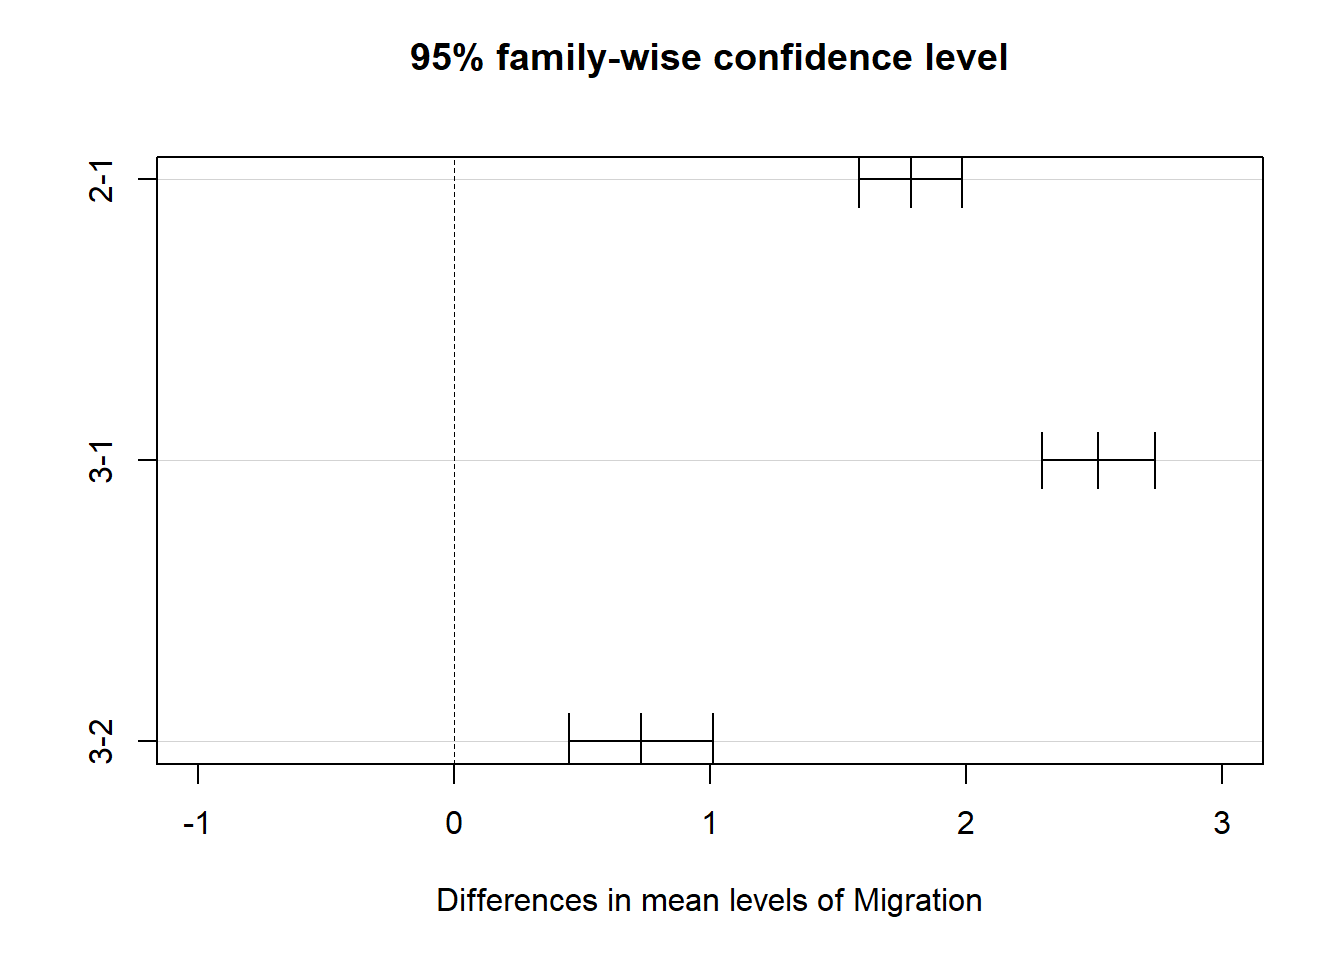 95% family-wise confidence level
2-1
3-1
3-2
-1 0 1 2 3
Differences in mean levels of Migration